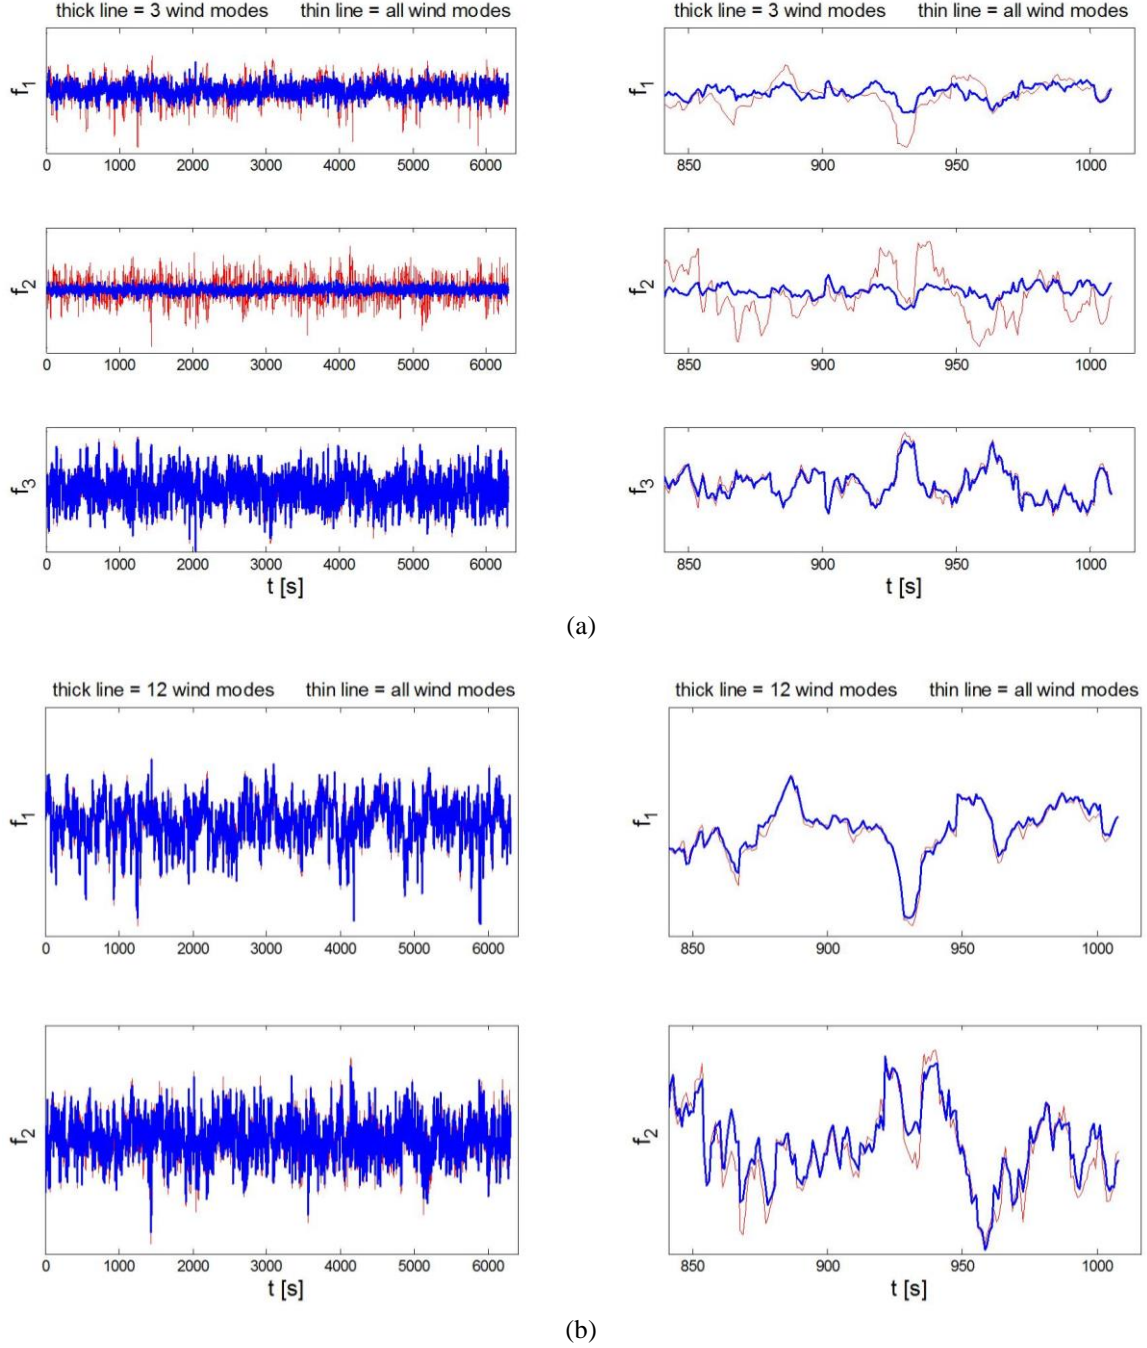 thick line = 3 wind modes thin line = all wind modes
f1
0 1000 2000 3000 4000 5000 6000
f2
0 1000 2000 3000 4000 5000 6000
f3
0 1000 2000 3000 4000 5000 6000
t [s]
thick line = 3 wind modes thin line = all wind modes
f1
850 900 950 1000
f2
850 900 950 1000
f3
850 900 950 1000
t [s]
(a)
thick line = 12 wind modes thin line = all wind modes
f1
0 1000 2000 3000 4000 5000 6000
f2
0 1000 2000 3000 4000 5000 6000
t [s]
thick line = 12 wind modes thin line = all wind modes
f1
850 900 950 1000
f2
850 900 950 1000
t [s]
(b)